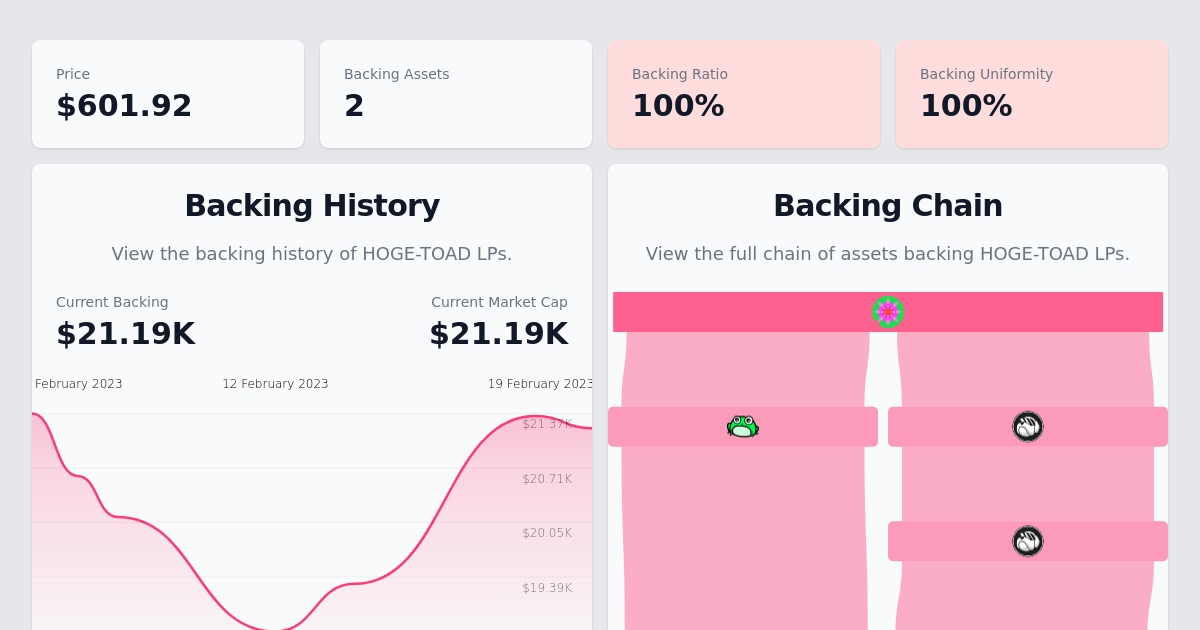 Price
$601.92
Backing Assets
2
Backing Ratio
100%
Backing Uniformity
100%
Backing History
View the backing history of HOGE-TOAD LPs.
Current Backing
$21.19K
Current Market Cap
$21.19K
February 2023
12 February 2023
19 February 2023
$21.37K
$20.71K
$20.05K
$19.39K
Backing Chain
View the full chain of assets backing HOGE-TOAD LPs.